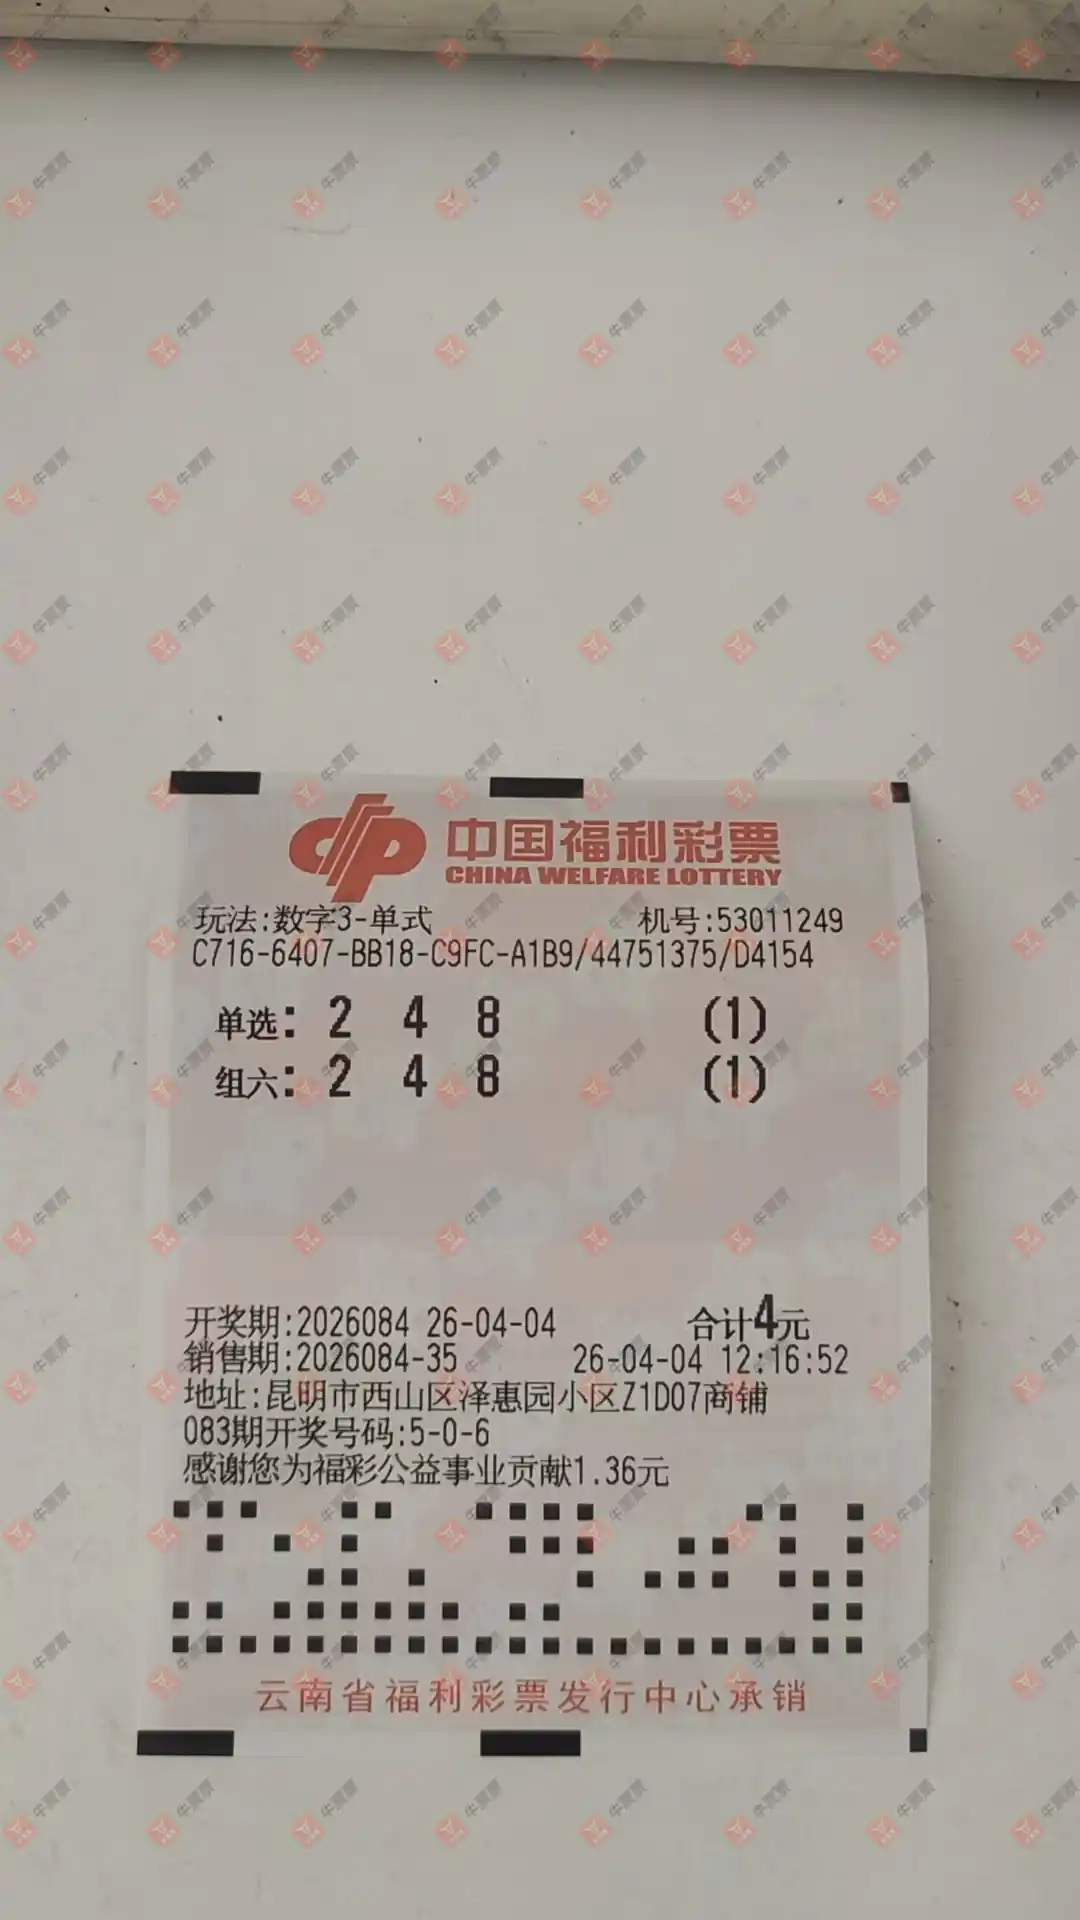 中国福利彩票
CHINA WELFARE LOTTERY
玩法:数字3-单式 机号:53011249
C716-6407-BB18-C9FC-A1B9/44751375/D4154
单选: 2 4 8 (1)
组六: 2 4 8 (1)
开奖期:2026084 26-04-04 合计4元
销售期:2026084-35 26-04-04 12:16:52
地址:昆明市西山区泽惠园小区Z1D07商铺
083期开奖号码:5-0-6
感谢您为福彩公益事业贡献1.36元
云南省福利彩票发行中心承销